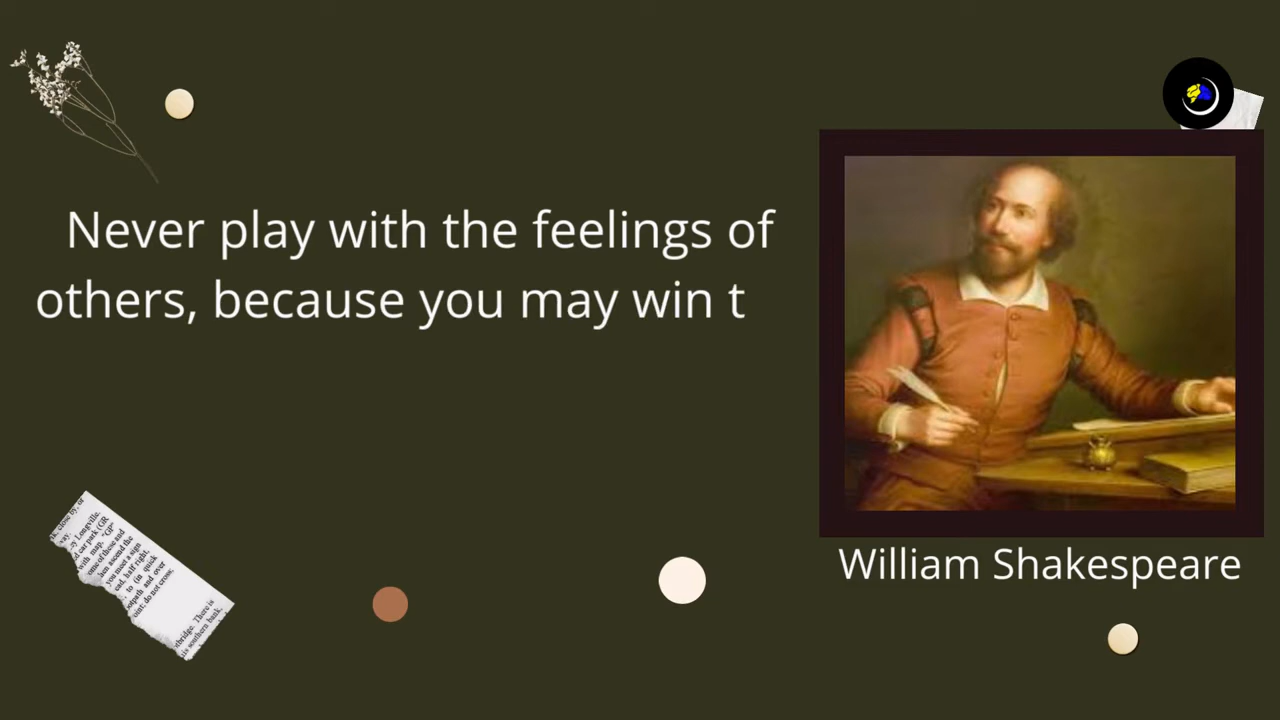 Never play with the feelings of
others, because you may win t
William Shakespeare